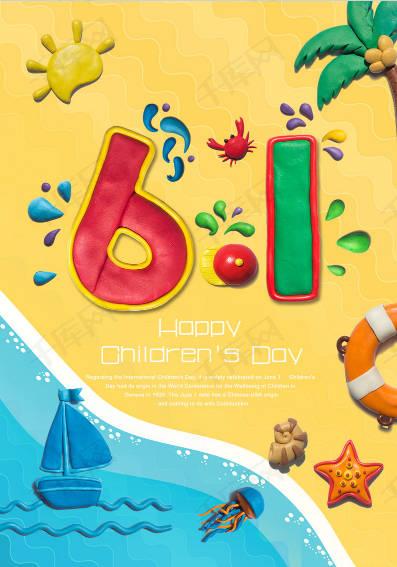 6.1
Happy
Children's Day
Regarding the International Children's Day, it is widely celebrated on June 1. Children's
Day had its origin in the World Conference for the Wellbeing of Children in
Geneva in 1925. The June 1 date has a Chinese USA origin
and nothing to do with Communism